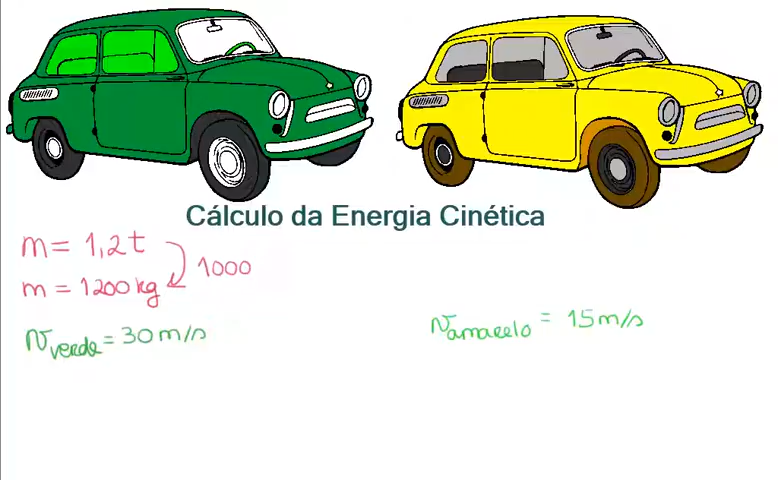 Cálculo da Energia Cinética
m = 1,2 t
1000
m = 1200 kg
v verde = 30 m/s
v amarelo = 15 m/s